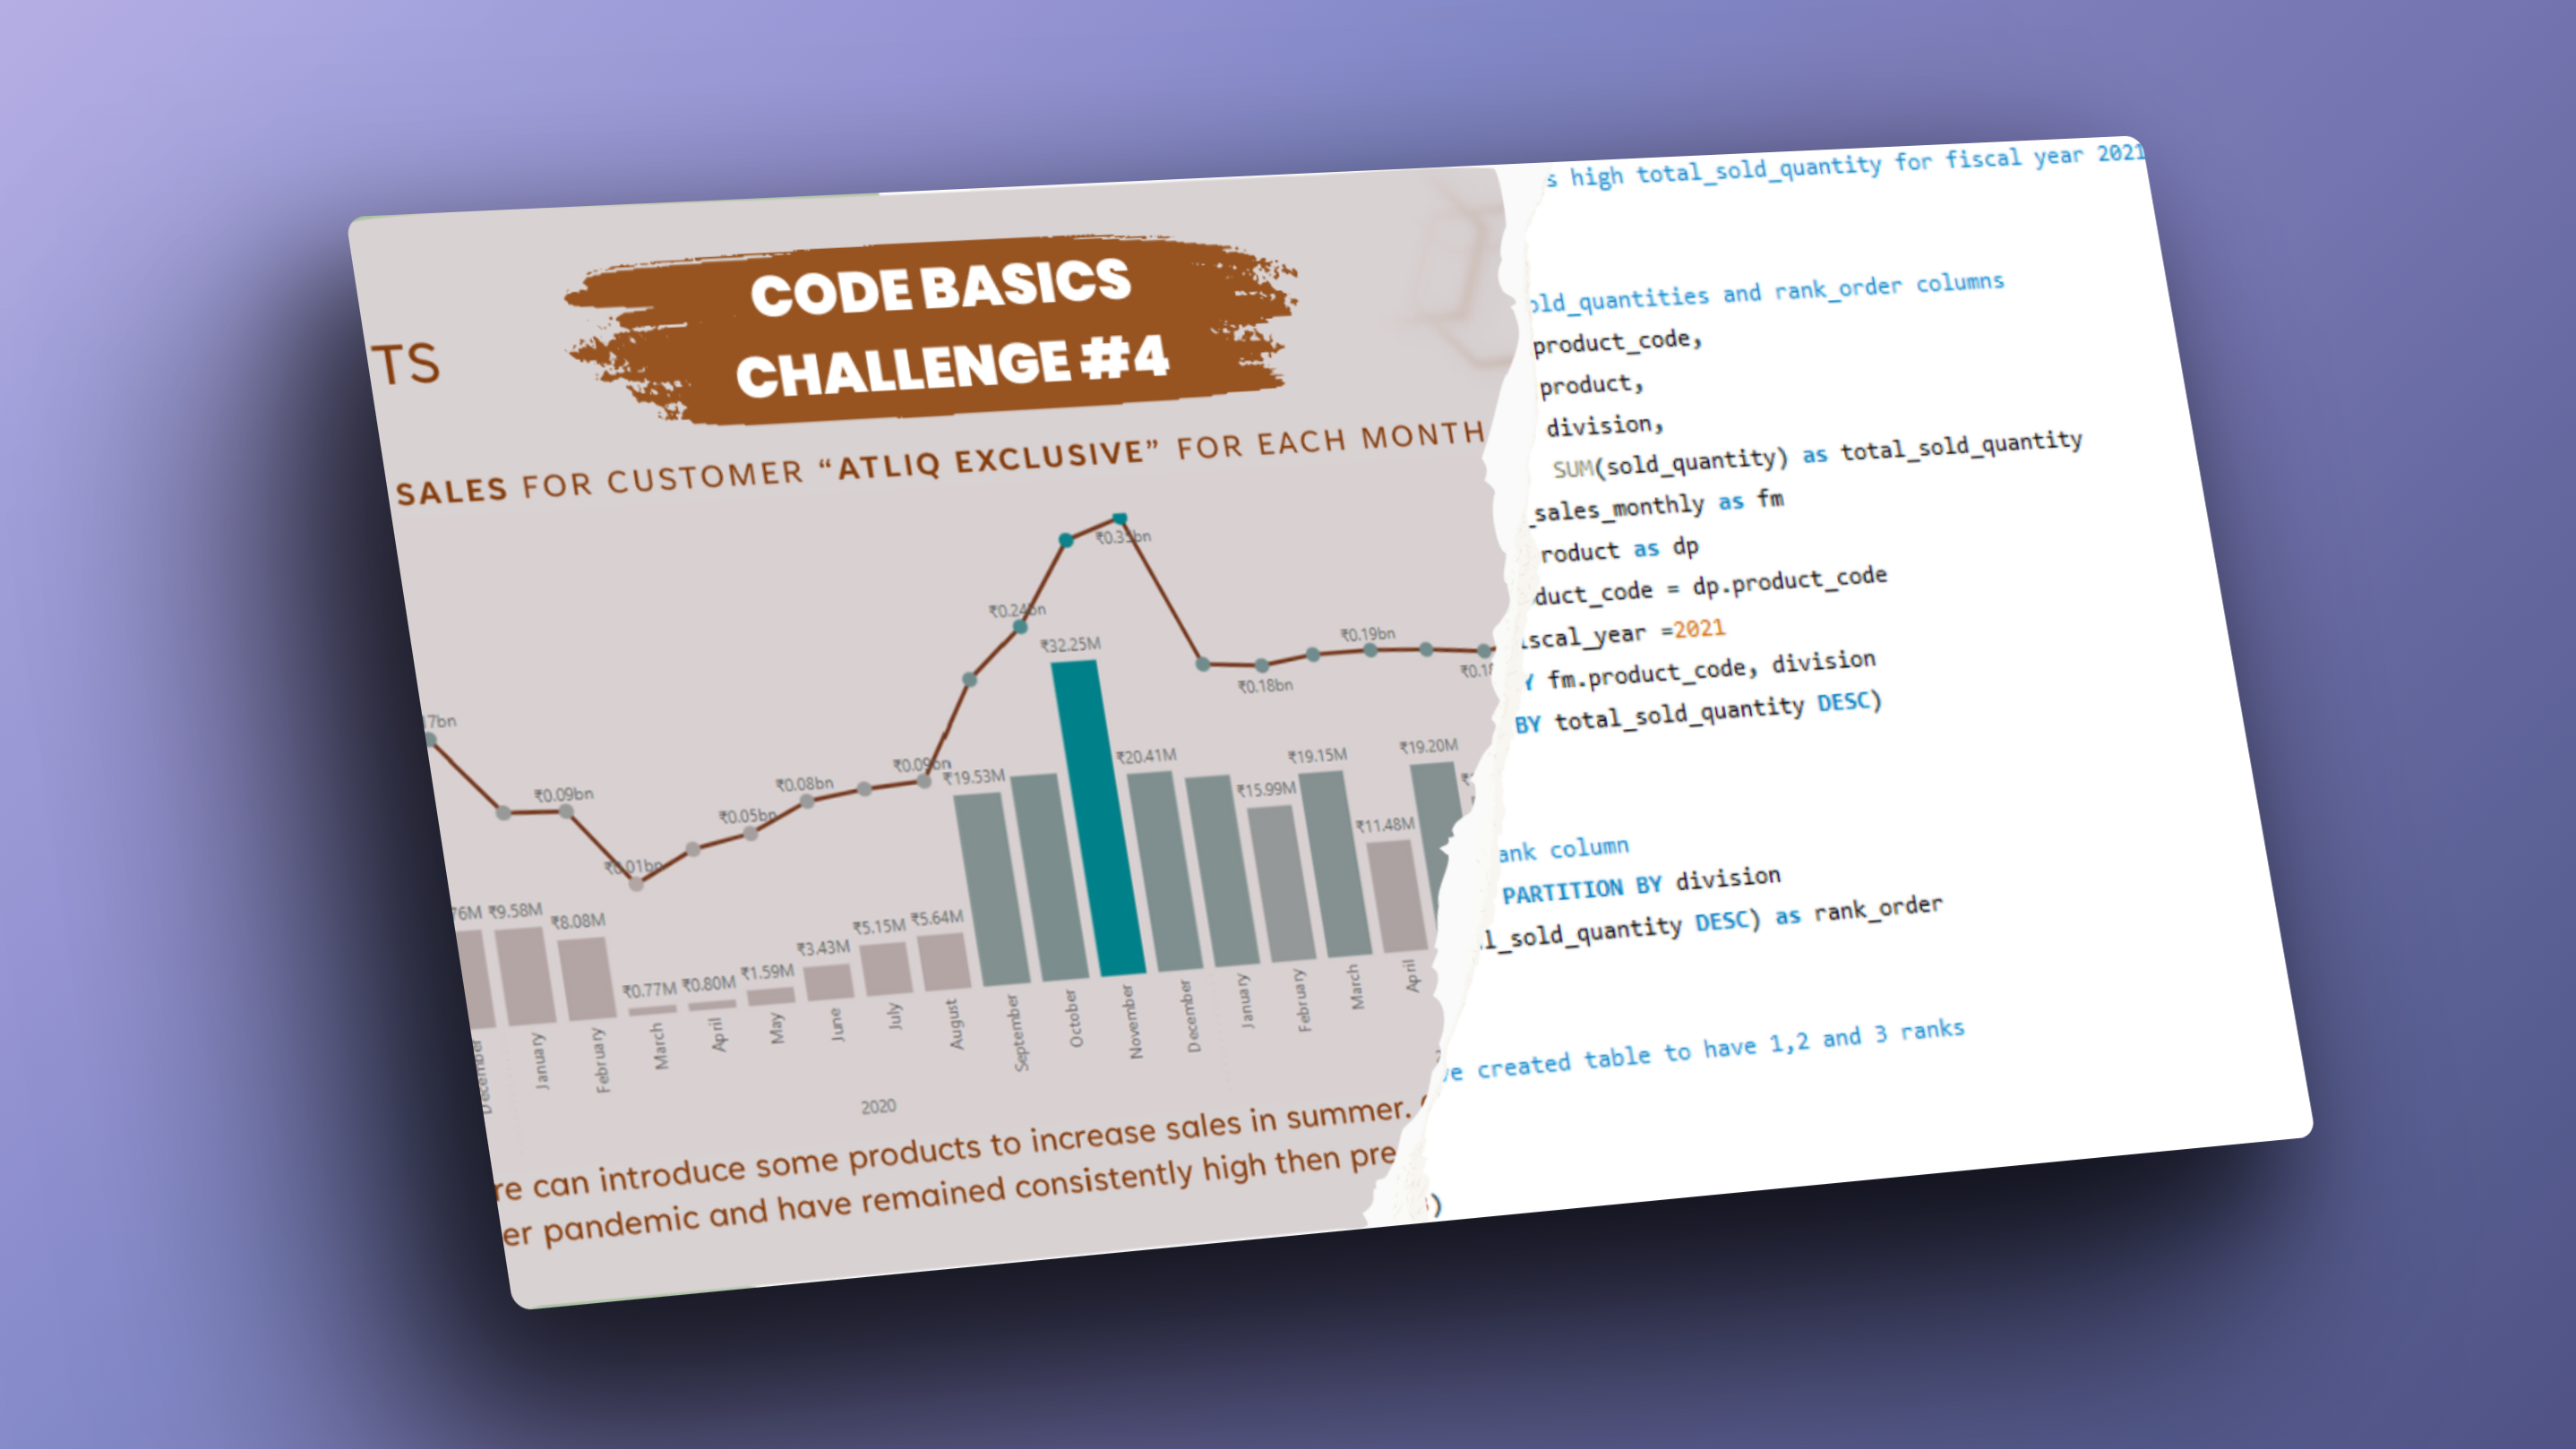 TS
CODE BASICS
CHALLENGE #4
SALES FOR CUSTOMER “ATLIQ EXCLUSIVE” FOR EACH MONTH
₹0.35bn
₹0.24bn
₹32.25M
₹0.19bn
₹0.18bn
₹0.18
17bn
₹0.09bn
₹0.01bn
₹0.05bn
₹0.08bn
₹0.09bn
76M ₹9.58M ₹8.08M ₹0.77M ₹0.80M ₹1.59M ₹3.43M ₹5.15M ₹5.64M ₹19.53M ₹20.41M ₹15.99M ₹19.15M ₹11.48M ₹19.20M
December January February March April May June July August September October November December January February March April
2020
re can introduce some products to increase sales in summer.
er pandemic and have remained consistently high then pre
s high total_sold_quantity for fiscal year 2021
old_quantities and rank_order columns
product_code,
product,
division,
SUM(sold_quantity) as total_sold_quantity
_sales_monthly as fm
roduct as dp
duct_code = dp.product_code
iscal_year =2021
Y fm.product_code, division
BY total_sold_quantity DESC)
ank column
PARTITION BY division
l_sold_quantity DESC) as rank_order
ve created table to have 1,2 and 3 ranks
)